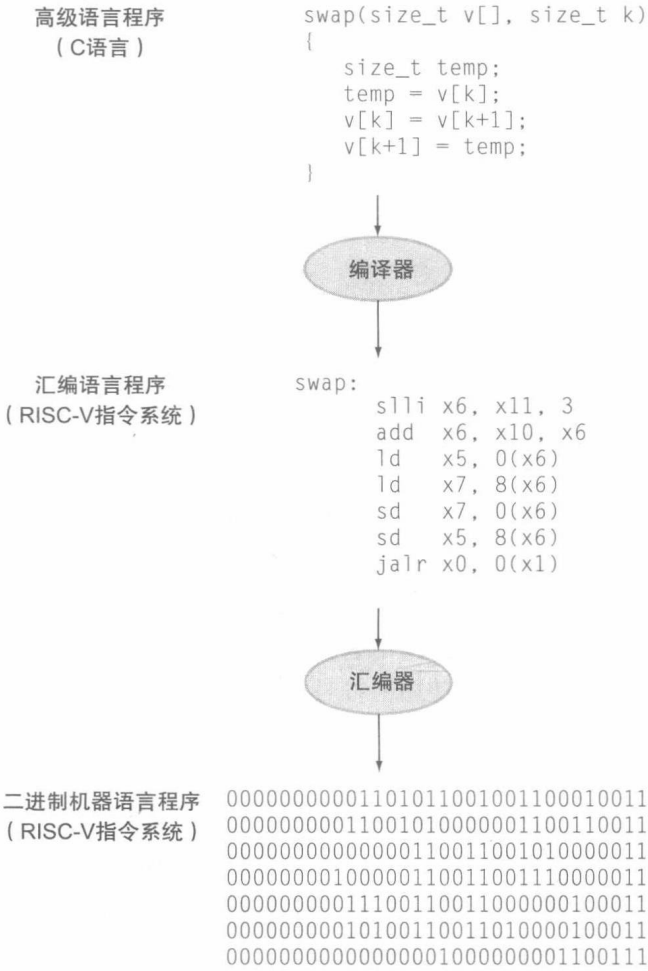 高级语言程序
（C语言）
swap(size_t v[], size_t k)
{
size_t temp;
temp = v[k];
v[k] = v[k+1];
v[k+1] = temp;
}
编译器
汇编语言程序
（RISC-V指令系统）
swap:
slli x6, x11, 3
add x6, x10, x6
ld x5, 0(x6)
ld x7, 8(x6)
sd x7, 0(x6)
sd x5, 8(x6)
jalr x0, 0(x1)
汇编器
二进制机器语言程序
（RISC-V指令系统）
00000000001101011001001100010011
00000000011001010000001100110011
00000000000000110011001010000011
00000000100000110011001110000011
00000000011100110011000000100011
00000000010100110011010000100011
00000000000000001000000001100111